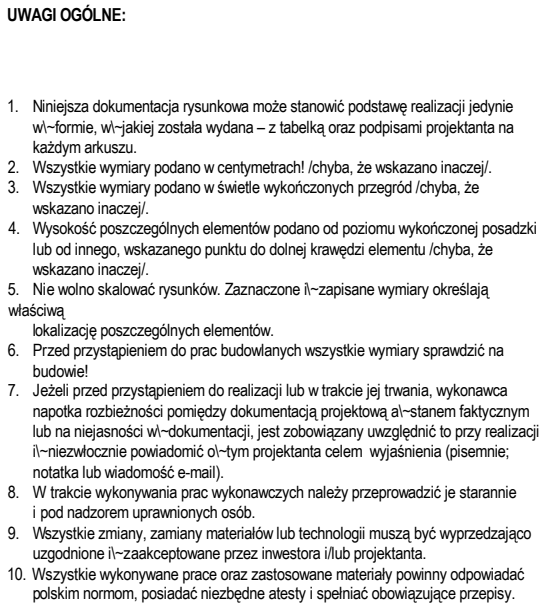 UWAGI OGÓLNE:
1. Niniejsza dokumentacja rysunkowa może stanowić podstawę realizacji jedynie
w\~formie, w\~jakiej została wydana – z tabelką oraz podpisami projektanta na
każdym arkuszu.
2. Wszystkie wymiary podano w centymetrach! /chyba, że wskazano inaczej/.
3. Wszystkie wymiary podano w świetle wykończonych przegród /chyba, że
wskazano inaczej/.
4. Wysokość poszczególnych elementów podano od poziomu wykończonej posadzki
lub od innego, wskazanego punktu do dolnej krawędzi elementu /chyba, że
wskazano inaczej/.
5. Nie wolno skalować rysunków. Zaznaczone i\~zapisane wymiary określają
właściwą
lokalizację poszczególnych elementów.
6. Przed przystąpieniem do prac budowlanych wszystkie wymiary sprawdzić na
budowie!
7. Jeżeli przed przystąpieniem do realizacji lub w trakcie jej trwania, wykonawca
napotka rozbieżności pomiędzy dokumentacją projektową a\~stanem faktycznym
lub na niejasności w\~dokumentacji, jest zobowiązany uwzględnić to przy realizacji
i\~niezwłocznie powiadomić o\~tym projektanta celem wyjaśnienia (pisemnie;
notatka lub wiadomość e-mail).
8. W trakcie wykonywania prac wykonawczych należy przeprowadzić je starannie
i pod nadzorem uprawnionych osób.
9. Wszystkie zmiany, zamiany materiałów lub technologii muszą być wyprzedzająco
uzgodnione i\~zaakceptowane przez inwestora i/lub projektanta.
10. Wszystkie wykonywane prace oraz zastosowane materiały powinny odpowiadać
polskim normom, posiadać niezbędne atesty i spełniać obowiązujące przepisy.